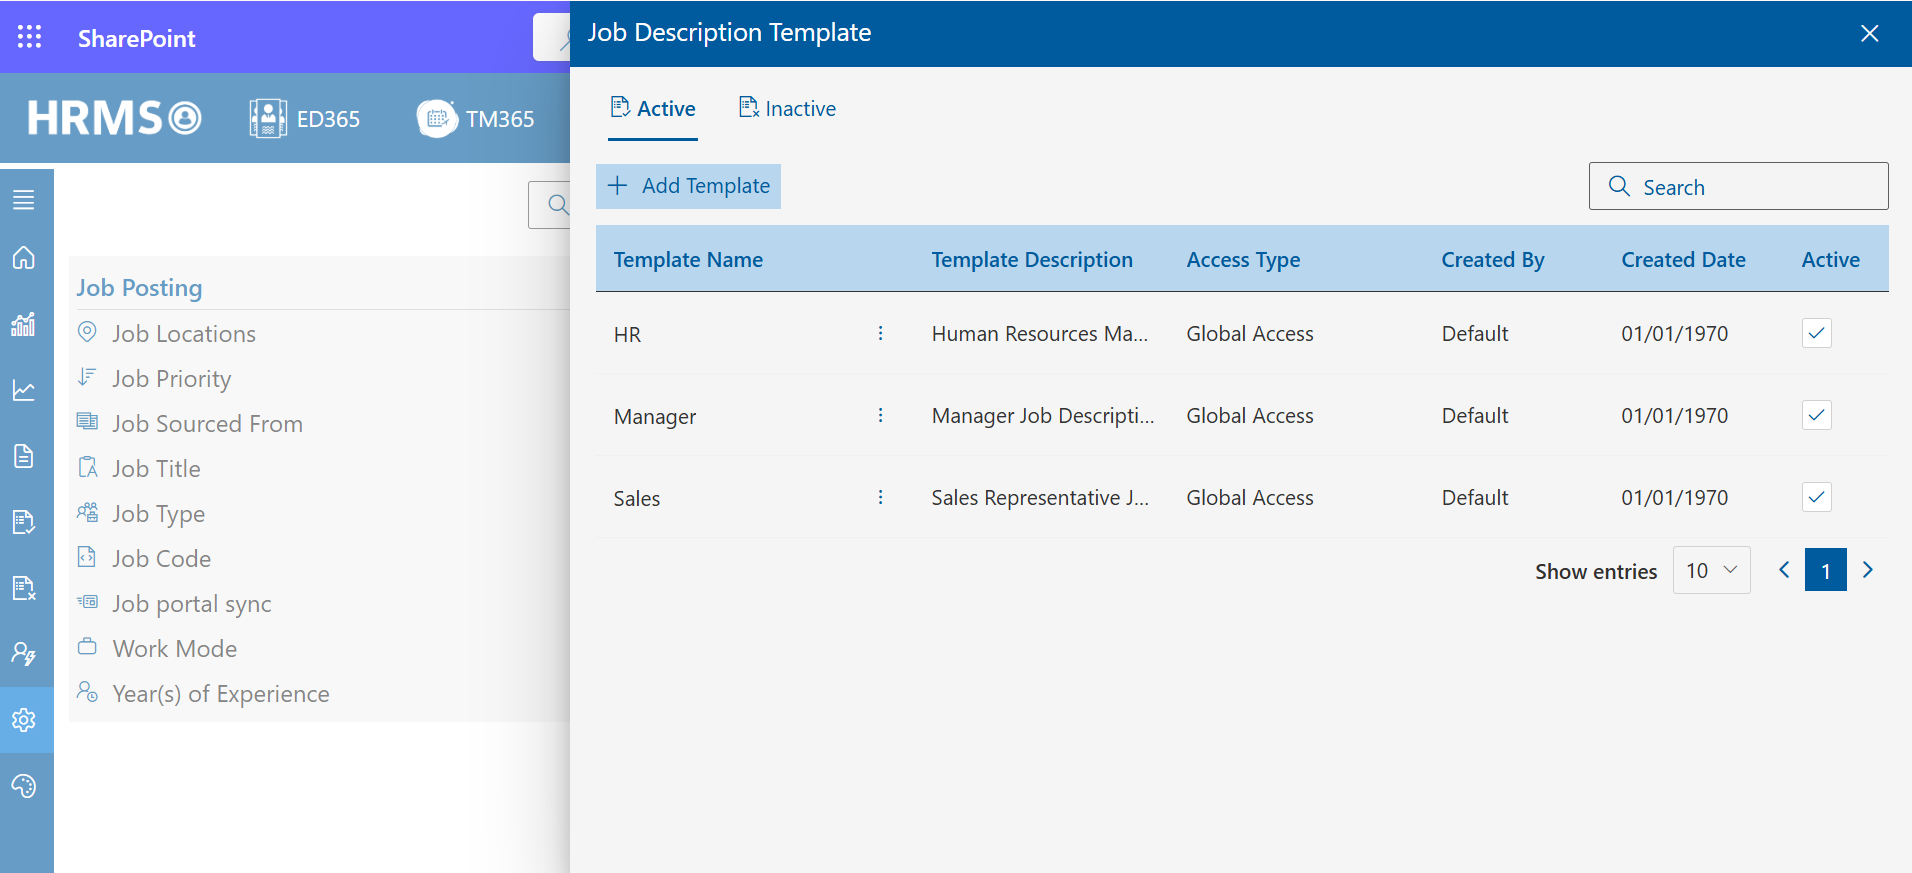 SharePoint
HRMS
ED365
TM365
Job Posting
Job Locations
Job Priority
Job Sourced From
Job Title
Job Type
Job Code
Job portal sync
Work Mode
Year(s) of Experience
Job Description Template
Active
Inactive
Add Template
Search
Template Name Template Description Access Type Created By Created Date Active
HR Human Resources Ma... Global Access Default 01/01/1970
Manager Manager Job Descripti... Global Access Default 01/01/1970
Sales Sales Representative J... Global Access Default 01/01/1970
Show entries 10 1